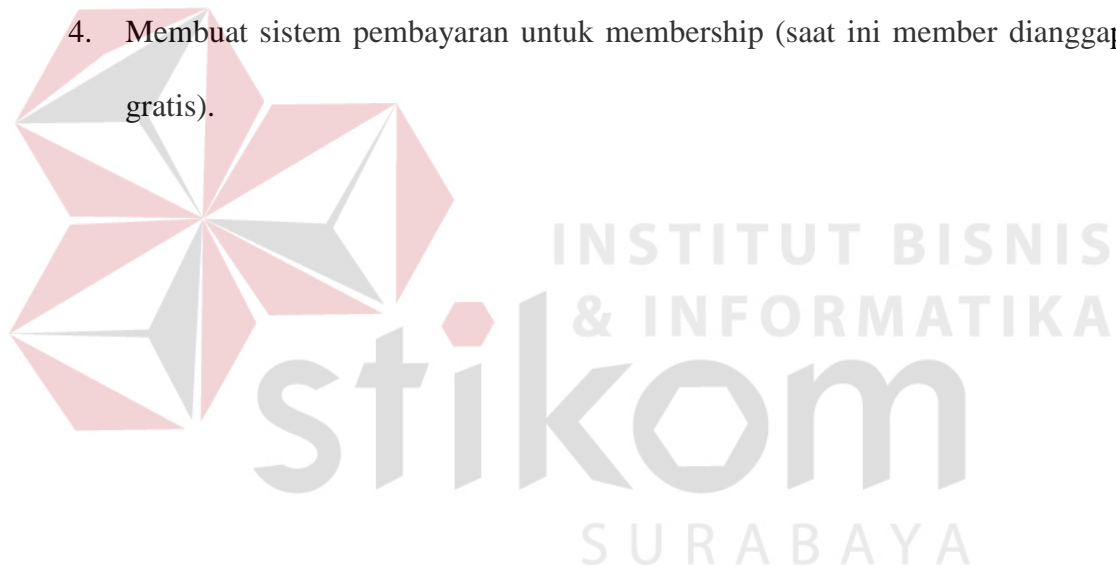 4. Membuat sistem pembayaran untuk membership (saat ini member dianggap
gratis).
INSTITUT BISNIS
& INFORMATIKA
stikom
SURABAYA